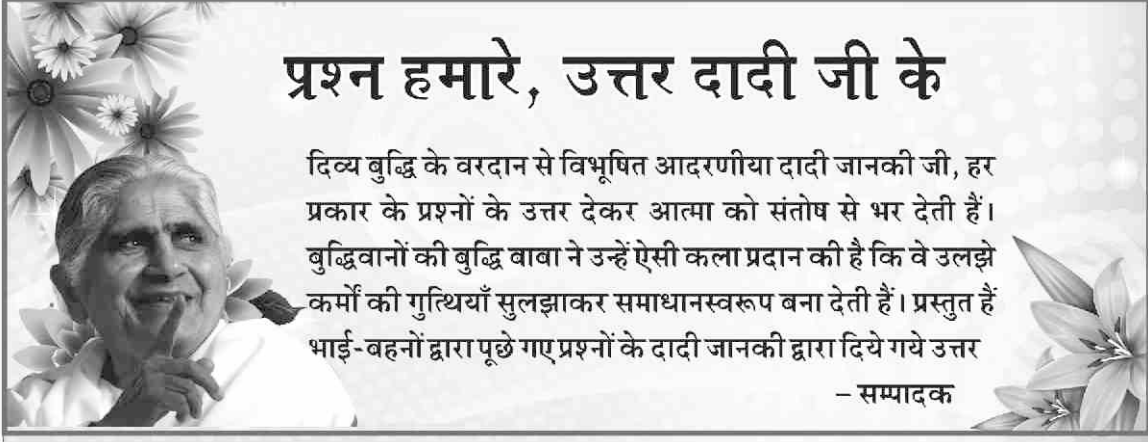 प्रश्न हमारे, उत्तर दादी जी के
दिव्य बुद्धि के वरदान से विभूषित आदरणीया दादी जानकी जी, हर
प्रकार के प्रश्नों के उत्तर देकर आत्मा को संतोष से भर देती हैं।
बुद्धिवानों की बुद्धि बाबा ने उन्हें ऐसी कला प्रदान की है कि वे उलझे
कर्मों की गुत्थियाँ सुलझाकर समाधानस्वरूप बना देती हैं। प्रस्तुत हैं
भाई-बहनों द्वारा पूछे गए प्रश्नों के दादी जानकी द्वारा दिये गये उत्तर
– सम्पादक